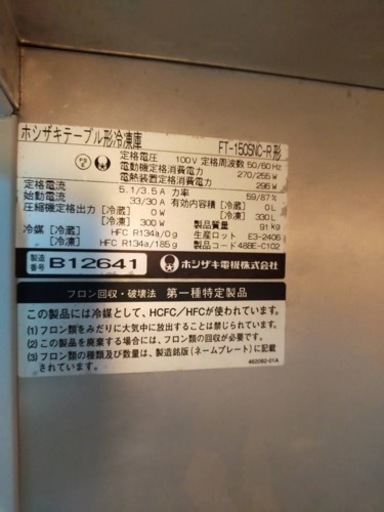 ホシザキテーブル形冷凍庫 FT-150SNC-R形
定格電圧 100V 定格周波数 50/60Hz
電動機定格消費電力 270/255W
電熱装置定格消費電力 295W
定格電流 5.1/3.5A 力率 59/87%
始動電流 33/30A 有効内容積 [冷蔵] 0L
圧縮機定格出力 [冷蔵] 0W [冷凍] 330L
[冷凍] 300W 製品質量 91kg
冷媒 [冷蔵] HFC R134a/0g 生産ロット E3-2406
[冷凍] HFC R134a/185g 製品コード 488E-C102
製造番号 B12641 ホシザキ電機株式会社
フロン回収・破壊法 第一種特定製品
この製品には冷媒として、HCFC/HFCが使われています。
(1)フロン類をみだりに大気中に放出することは禁じられています。
(2)この製品を廃棄する場合には、フロン類の回収が必要です。
(3)フロン類の種類及び数量は、製造銘版(ネームプレート)に記載
されています。
462060-01A